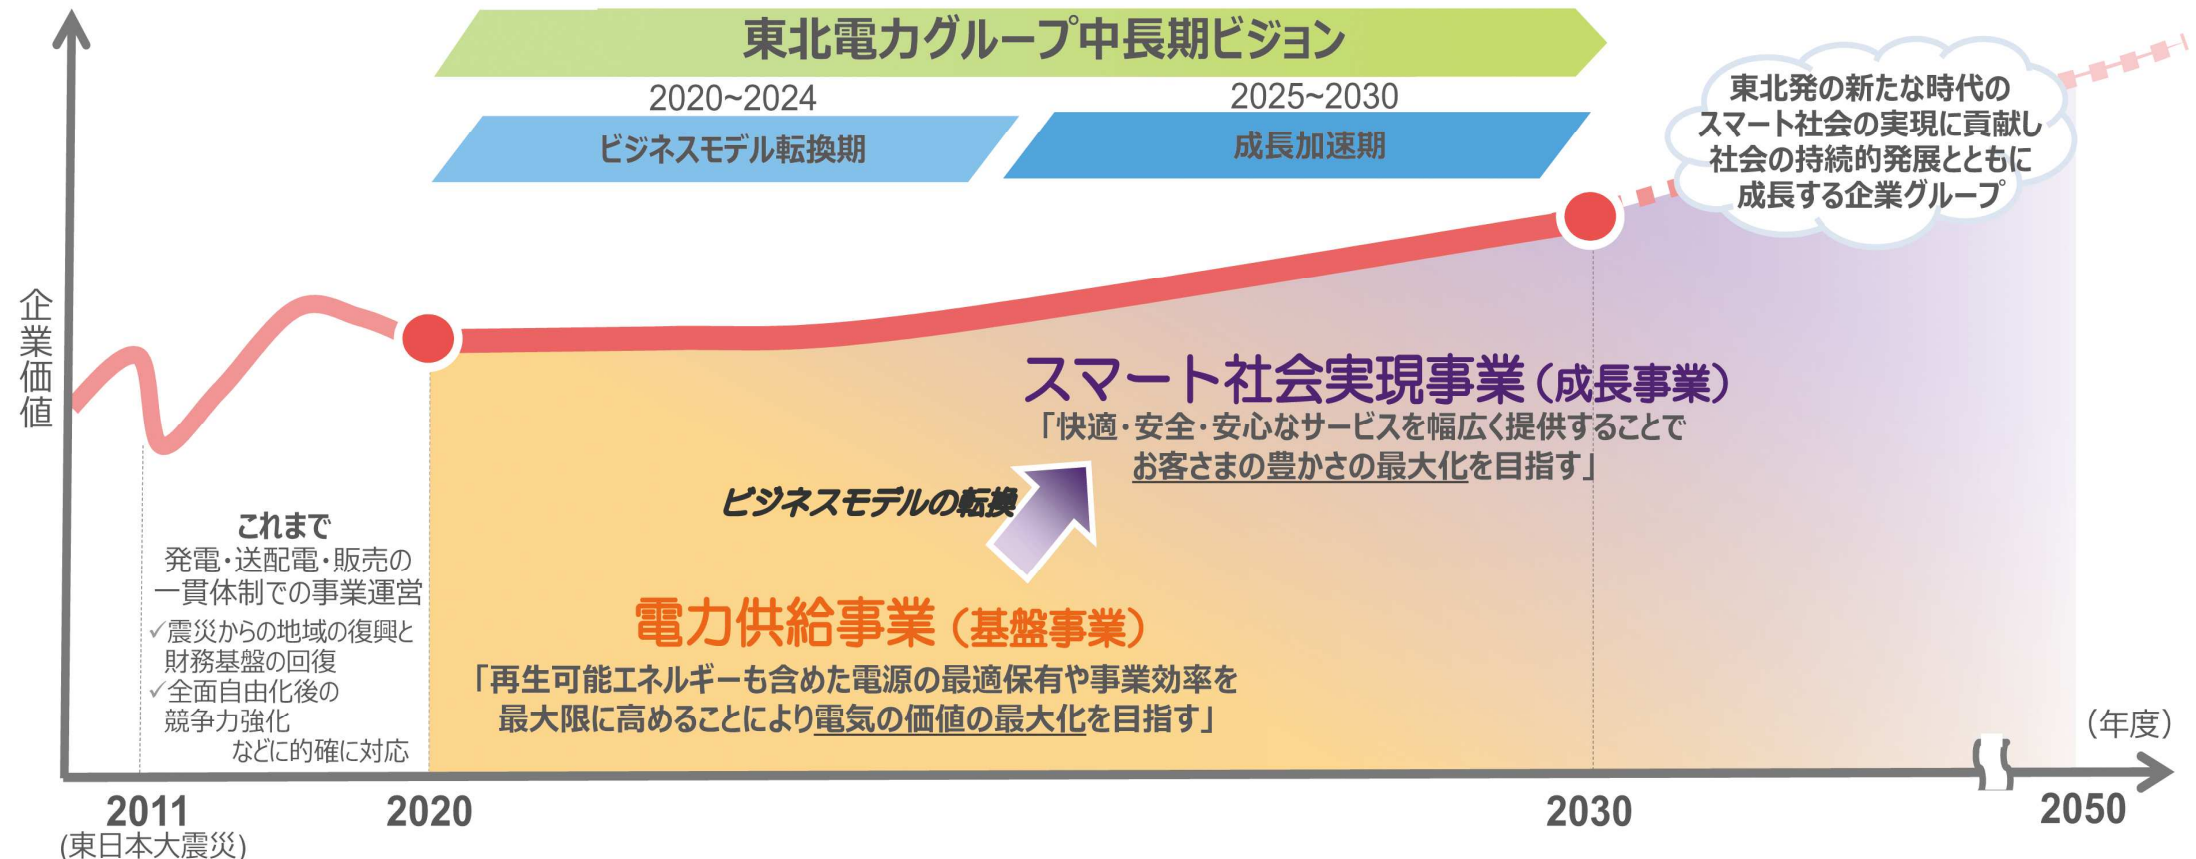 東北電力グループ中長期ビジョン
2020~2024
2025~2030
ビジネスモデル転換期
成長加速期
東北発の新たな時代の
スマート社会の実現に貢献し
社会の持続的発展とともに
成長する企業グループ
企業価値
スマート社会実現事業（成長事業）
「快適・安全・安心なサービスを幅広く提供することで
お客さまの豊かさの最大化を目指す」
ビジネスモデルの転換
これまで
発電・送配電・販売の
一貫体制での事業運営
✓震災からの地域の復興と
財務基盤の回復
✓全面自由化後の
競争力強化
などに的確に対応
電力供給事業（基盤事業）
「再生可能エネルギーも含めた電源の最適保有や事業効率を
最大限に高めることにより電気の価値の最大化を目指す」
（年度）
2011
(東日本大震災)
2020
2030
2050